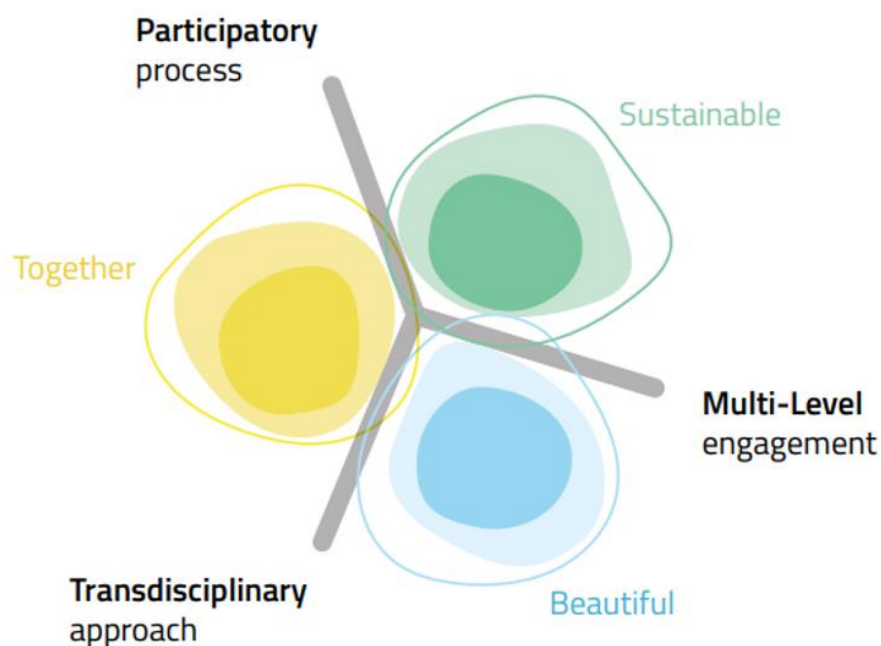 Participatory
process
Sustainable
Together
Multi-Level
engagement
Transdisciplinary
approach
Beautiful